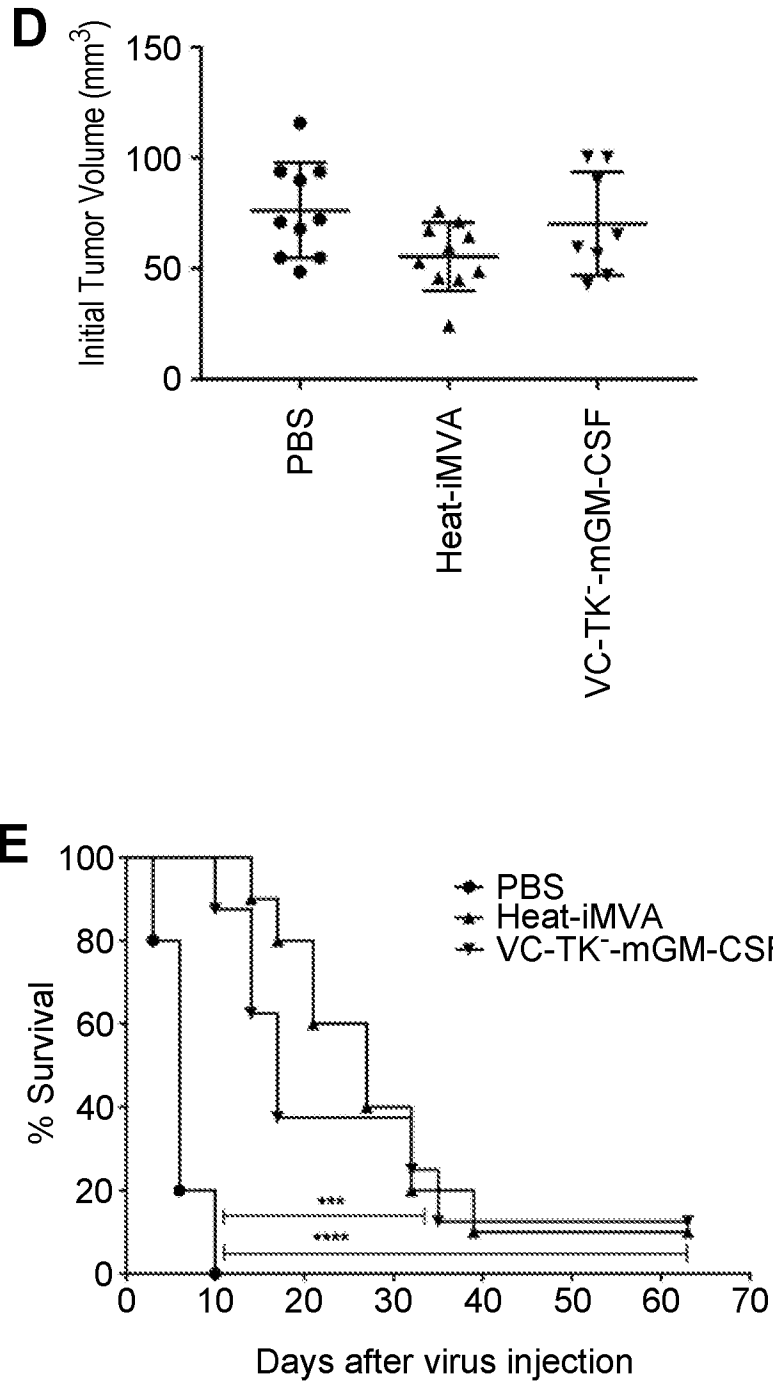 D
Initial Tumor Volume (mm³)
150
100
50
0
PBS
Heat-iMVA
VC-TK⁻-mGM-CSF
E
% Survival
100
80
60
40
20
0
PBS
Heat-iMVA
VC-TK⁻-mGM-CSF
***
****
0 10 20 30 40 50 60 70
Days after virus injection